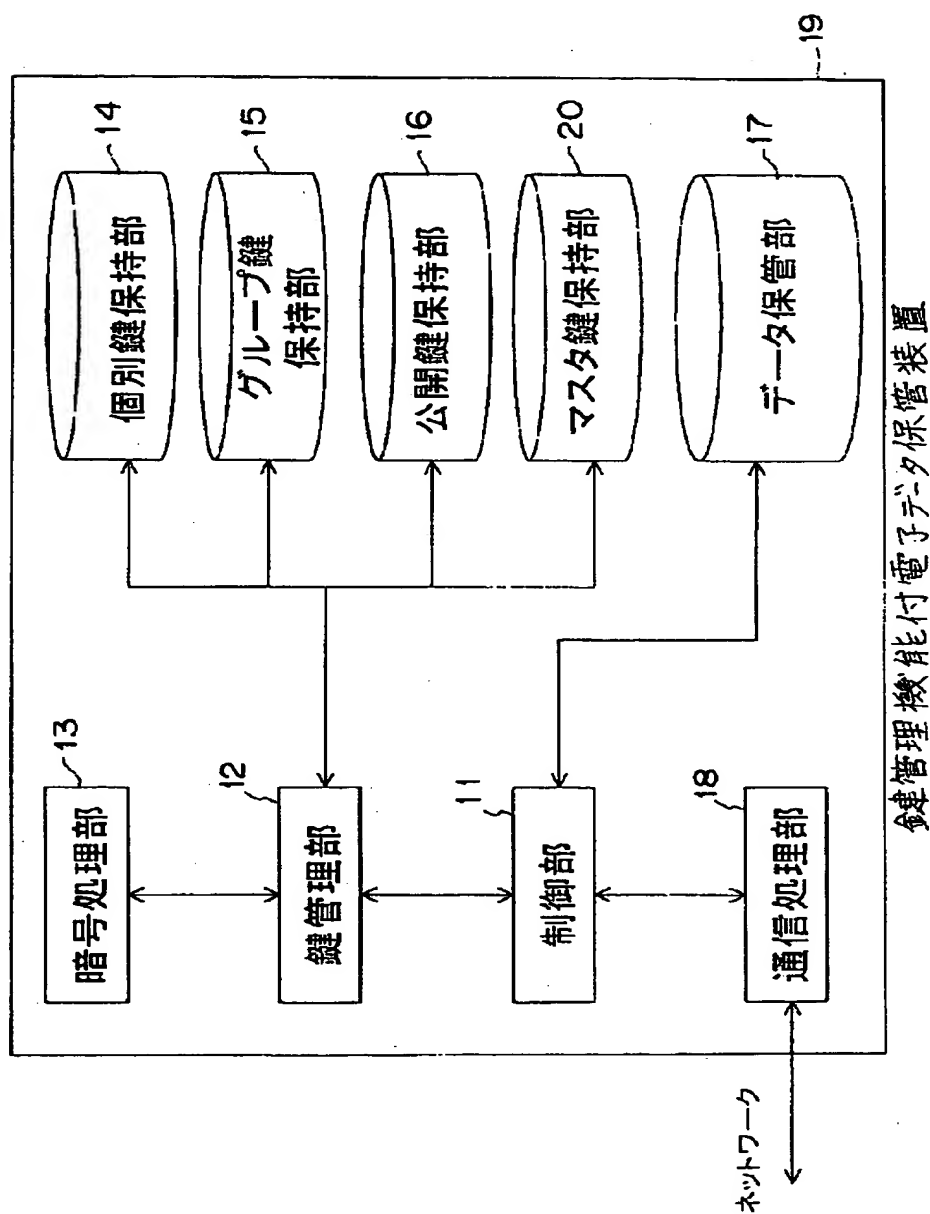 暗号処理部
13
鍵管理部
12
制御部
11
通信処理部
18
ネットワーク
個別鍵保持部
14
グループ鍵
保持部
15
公開鍵保持部
16
マスタ鍵保持部
20
データ保管部
17
19
鍵管理機能付電子データ保管装置